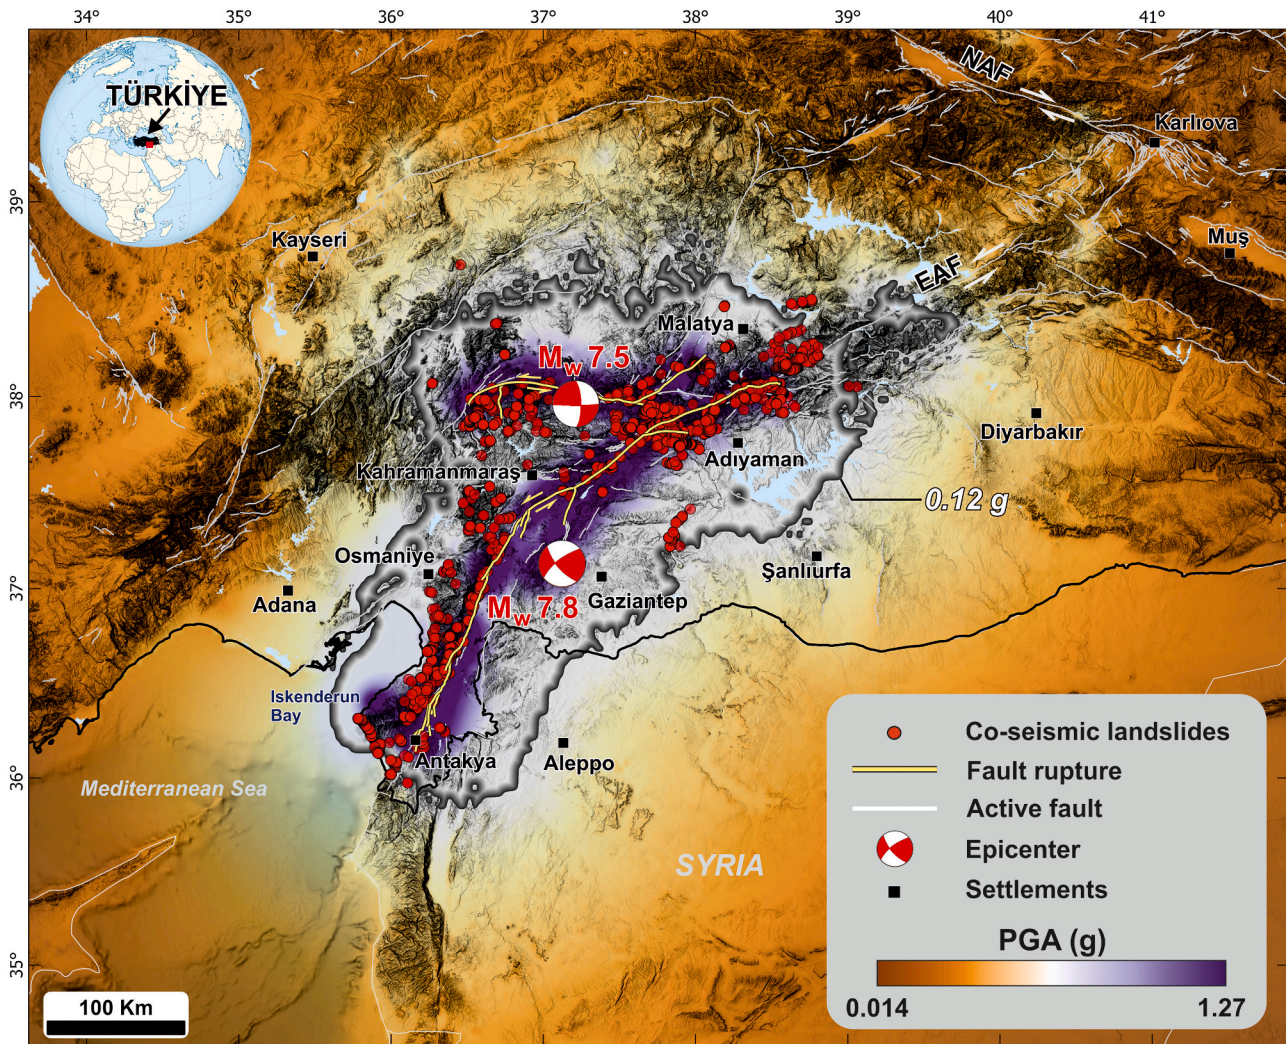 34° 35° 36° 37° 38° 39° 40° 41°
TÜRKİYE
NAF
Karlıova
39°
Kayseri
Muş
EAF
Malatya
Mw 7.5
38°
Diyarbakır
Adıyaman
Kahramanmaraş
0.12 g
Osmaniye
Şanlıurfa
37°
Adana
Gaziantep
Mw 7.8
Iskenderun
Bay
Antakya
Aleppo
36°
Mediterranean Sea
SYRIA
35°
100 Km
Co-seismic landslides
Fault rupture
Active fault
Epicenter
Settlements
PGA (g)
0.014 1.27